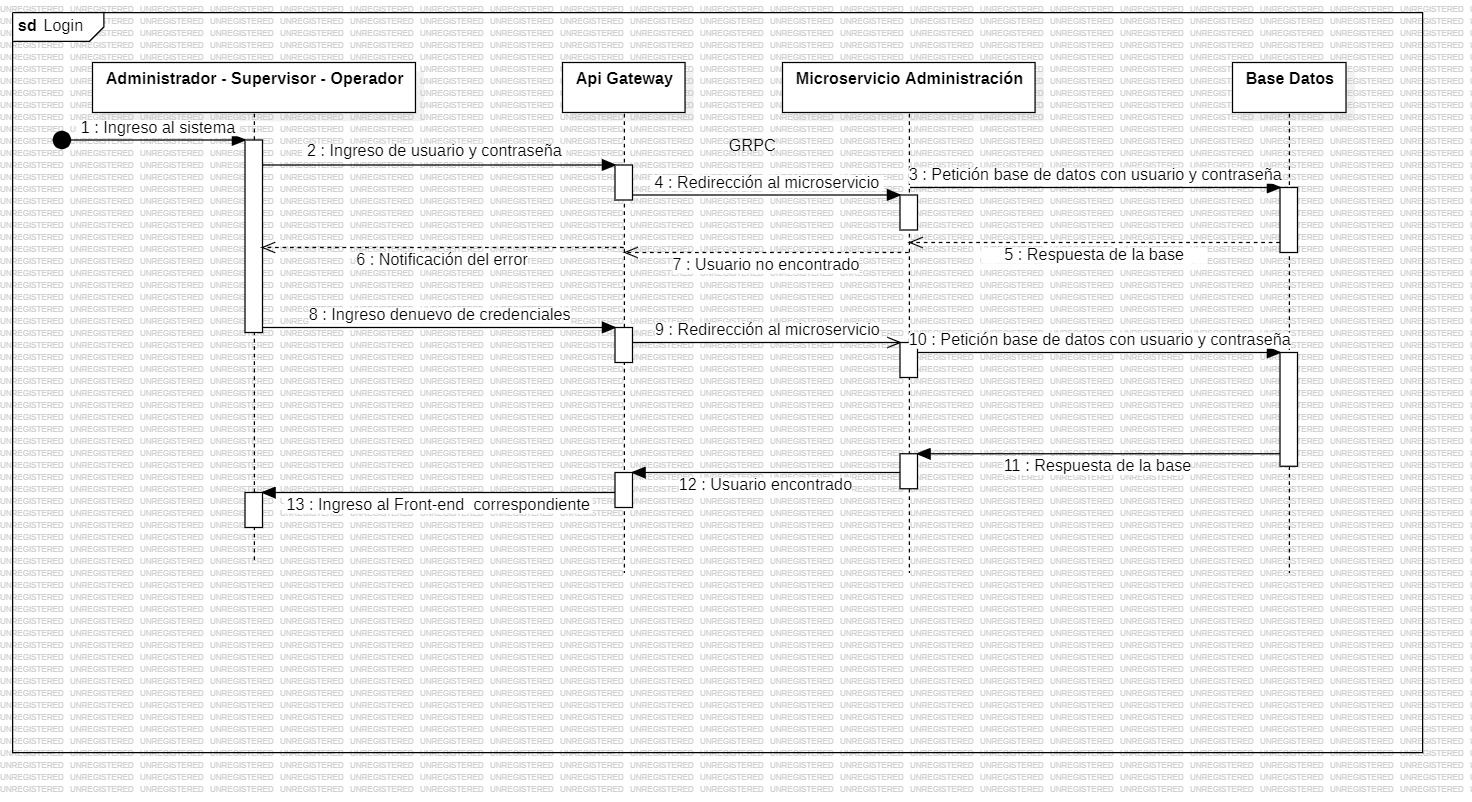 sd Login
Administrador - Supervisor - Operador
Api Gateway
Microservicio Administración
Base Datos
1 : Ingreso al sistema
2 : Ingreso de usuario y contraseña
GRPC
3 : Petición base de datos con usuario y contraseña
4 : Redirección al microservicio
5 : Respuesta de la base
6 : Notificación del error
7 : Usuario no encontrado
8 : Ingreso denuevo de credenciales
9 : Redirección al microservicio
10 : Petición base de datos con usuario y contraseña
11 : Respuesta de la base
12 : Usuario encontrado
13 : Ingreso al Front-end  correspondiente
UNREGISTERED